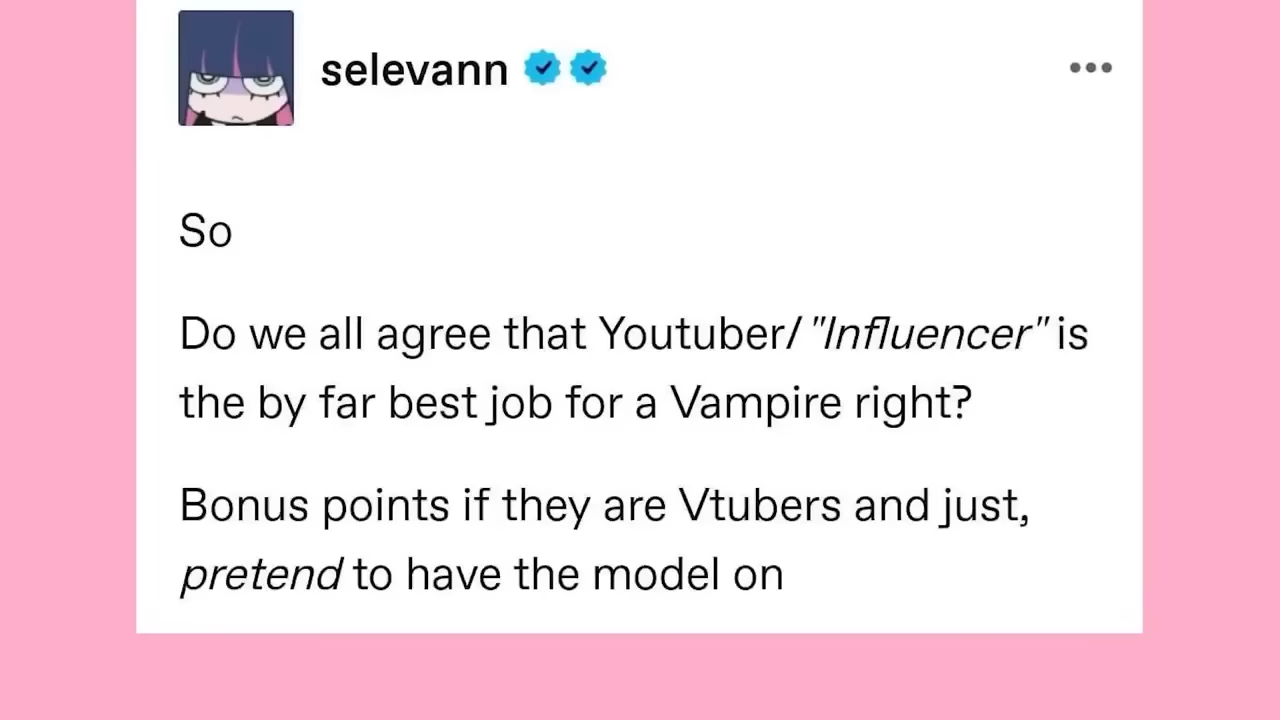 selevann
So
Do we all agree that Youtuber/ "Influencer" is
the by far best job for a Vampire right?
Bonus points if they are Vtubers and just,
pretend to have the model on